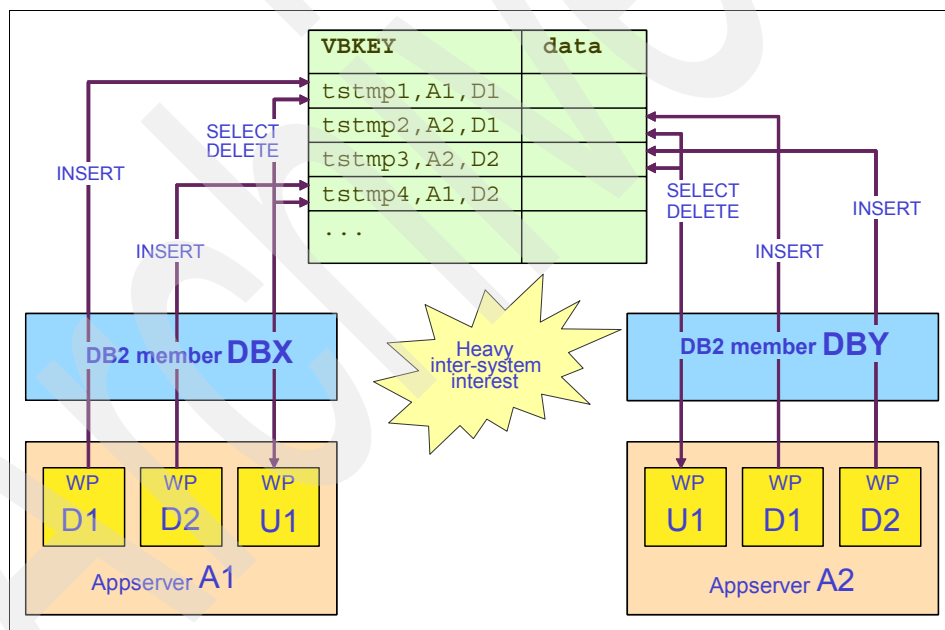 VBKEY data
tstmp1,A1,D1
tstmp2,A2,D1
tstmp3,A2,D2
tstmp4,A1,D2
...
INSERT
SELECT
DELETE
INSERT
SELECT
DELETE
INSERT
INSERT
DB2 member DBX
Heavy
inter-system
interest
DB2 member DBY
WP
D1
WP
D2
WP
U1
Appserver A1
WP
U1
WP
D1
WP
D2
Appserver A2